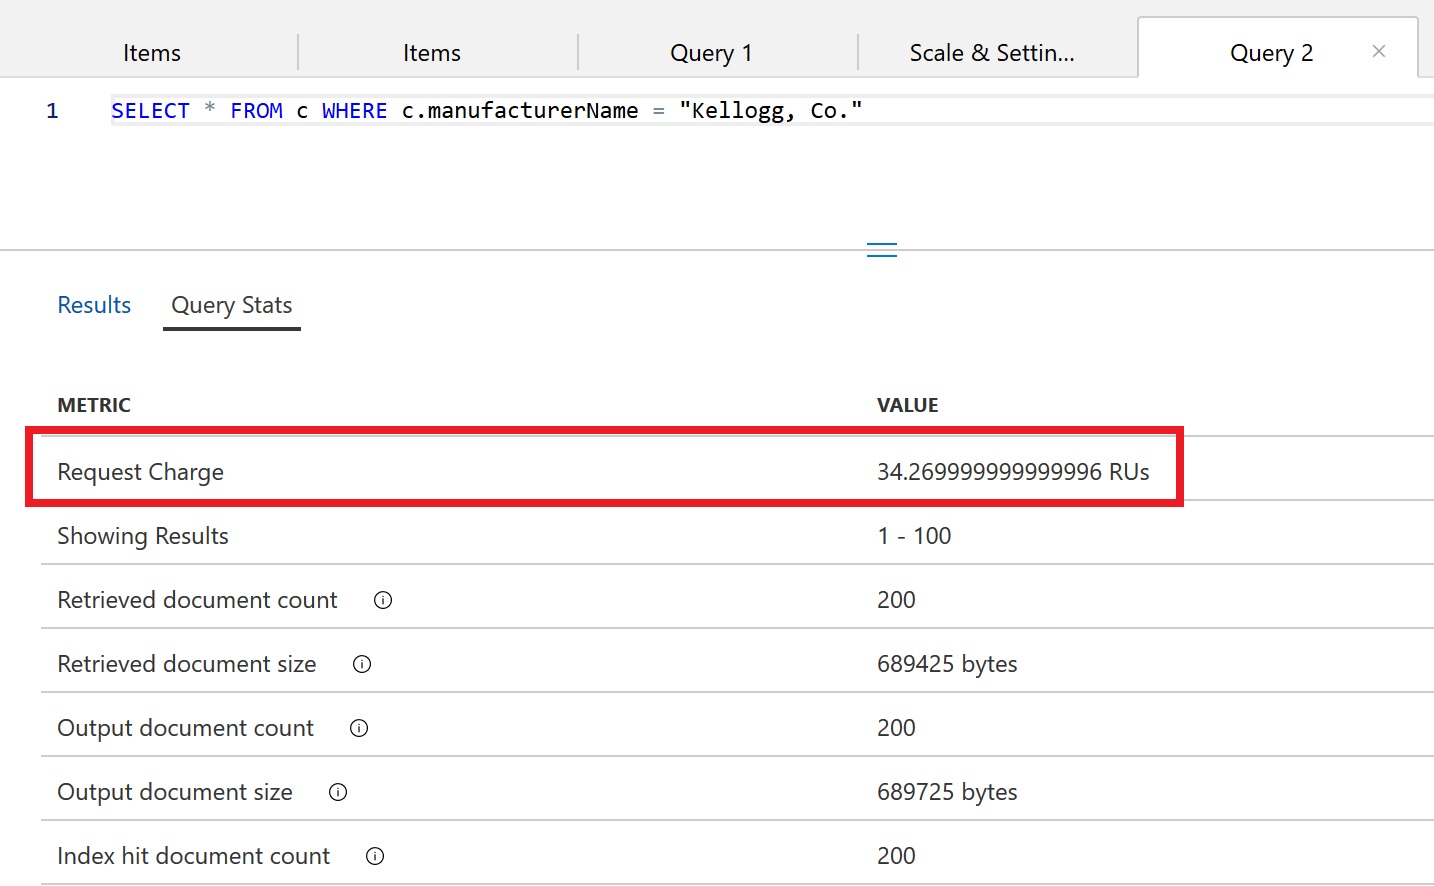 Items Items Query 1 Scale & Settin... Query 2
1 SELECT * FROM c WHERE c.manufacturerName = "Kellogg, Co."
Results Query Stats
METRIC VALUE
Request Charge 34.269999999999996 RUs
Showing Results 1 - 100
Retrieved document count 200
Retrieved document size 689425 bytes
Output document count 200
Output document size 689725 bytes
Index hit document count 200